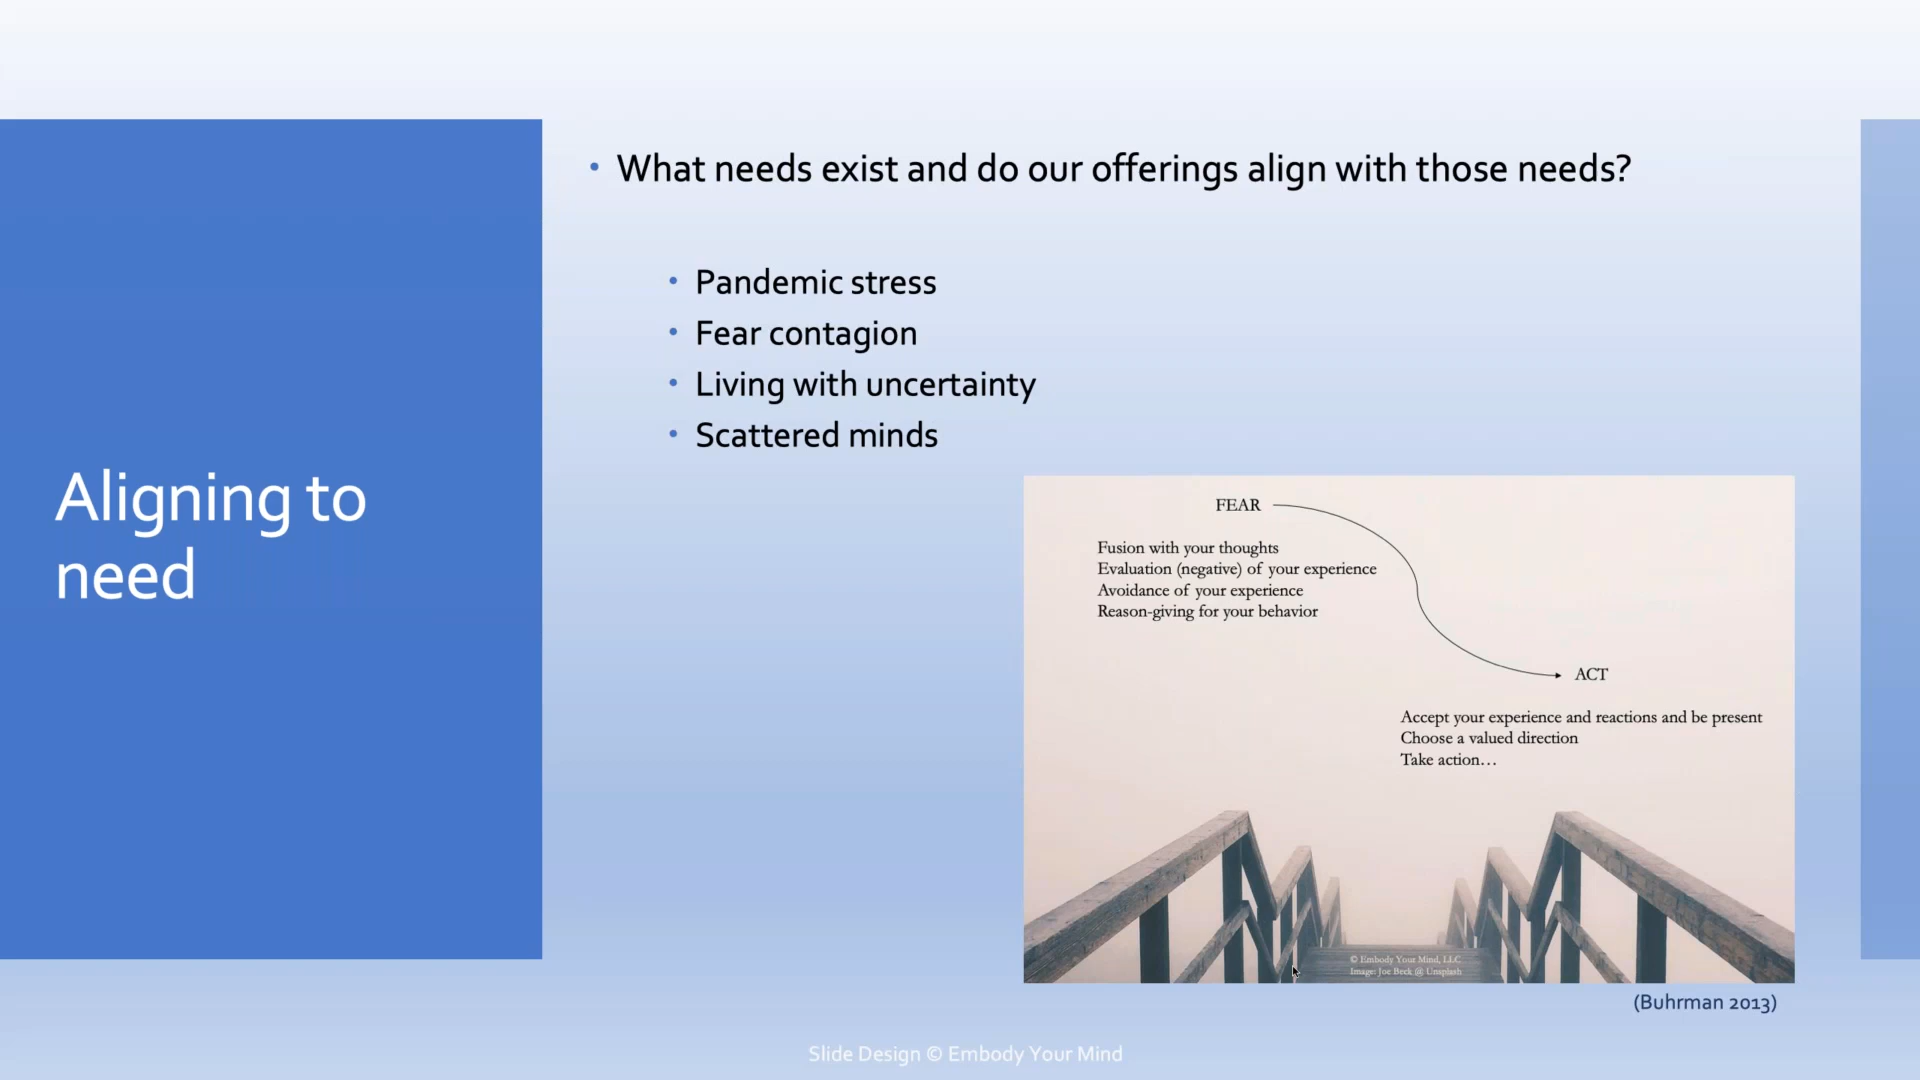 Aligning to
need
• What needs exist and do our offerings align with those needs?
• Pandemic stress
• Fear contagion
• Living with uncertainty
• Scattered minds
FEAR
Fusion with your thoughts
Evaluation (negative) of your experience
Avoidance of your experience
Reason-giving for your behavior
ACT
Accept your experience and reactions and be present
Choose a valued direction
Take action…
© Embody Your Mind, LLC
Image: Joe Beck @ Unsplash
(Buhrman 2013)
Slide Design © Embody Your Mind